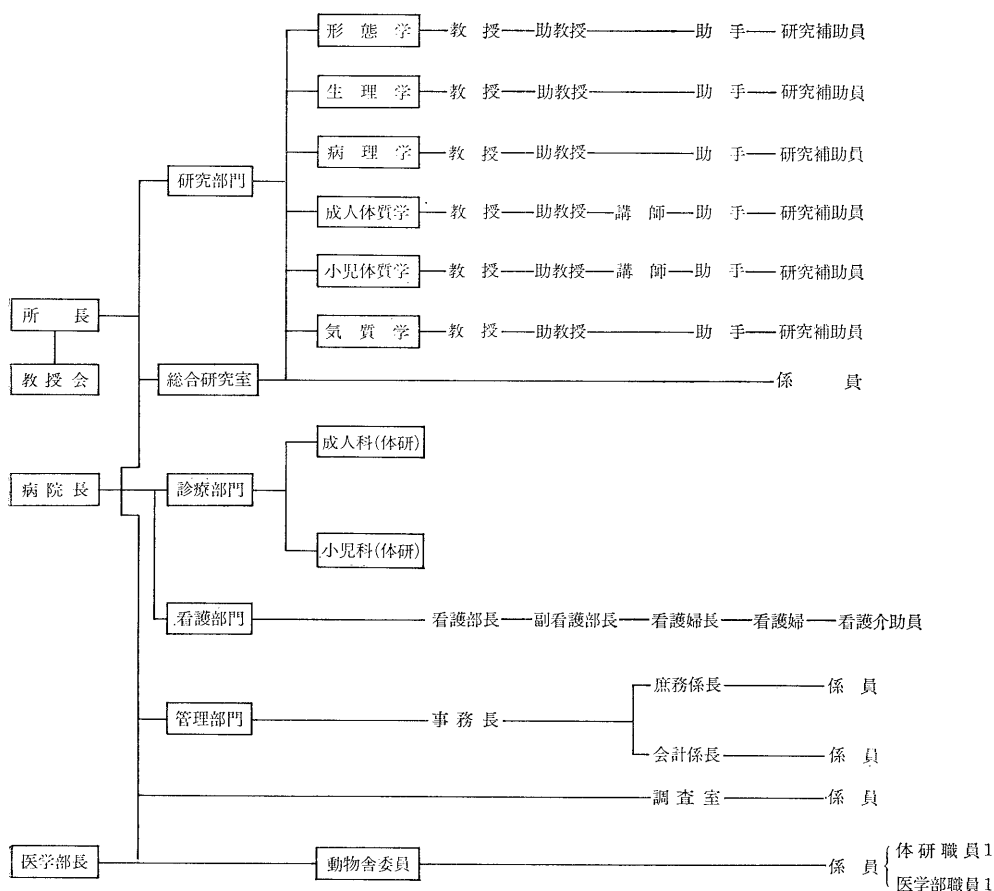 形態学 教授 助教授 助手 研究補助員
生理学 教授 助教授 助手 研究補助員
病理学 教授 助教授 助手 研究補助員
研究部門
成人体質学 教授 助教授 講師 助手 研究補助員
小児体質学 教授 助教授 講師 助手 研究補助員
所長
気質学 教授 助教授 助手 研究補助員
教授会 総合研究室 係員
成人科(体研)
病院長 診療部門
小児科(体研)
看護部門 看護部長 副看護部長 看護婦長 看護婦 看護介助員
庶務係長 係員
管理部門 事務長
会計係長 係員
調査室 係員
体研職員1
医学部長 動物舎委員 係員
医学部職員1